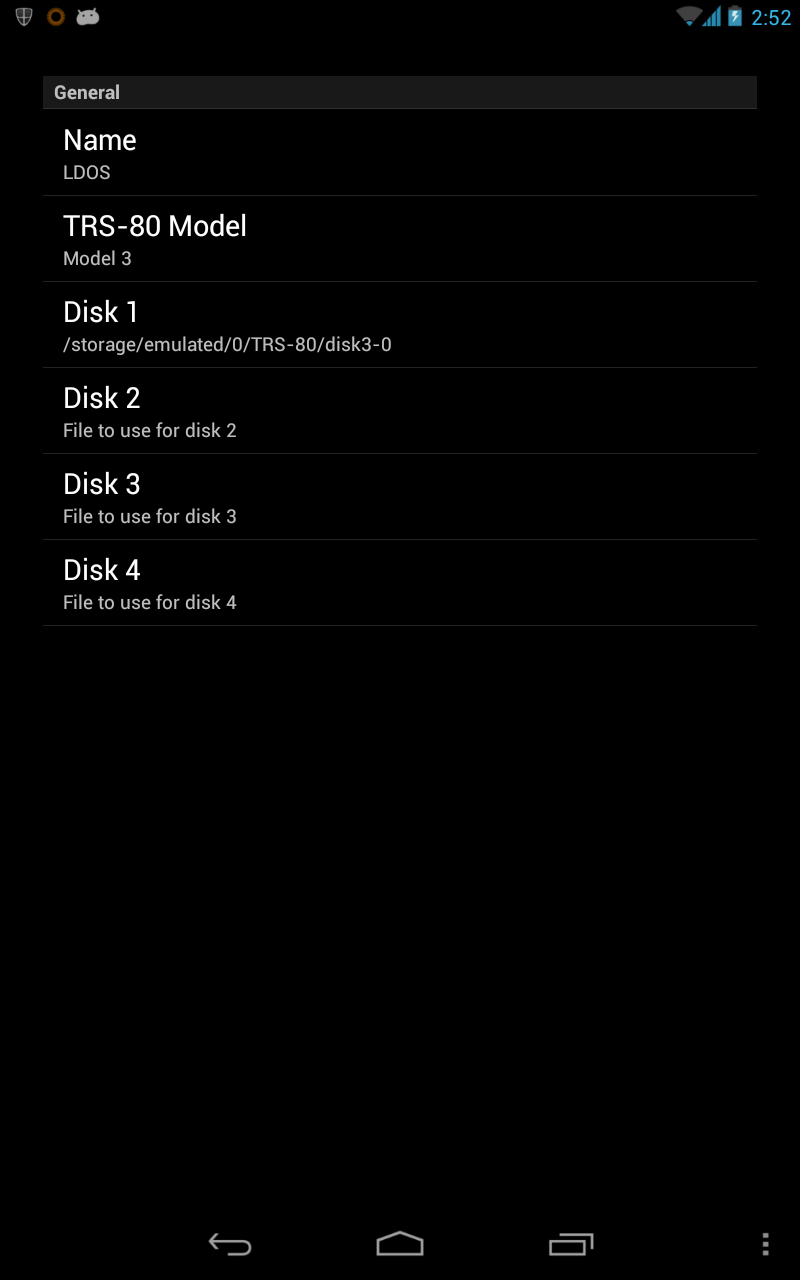 2:52
General
Name
LDOS
TRS-80 Model
Model 3
Disk 1
/storage/emulated/0/TRS-80/disk3-0
Disk 2
File to use for disk 2
Disk 3
File to use for disk 3
Disk 4
File to use for disk 4